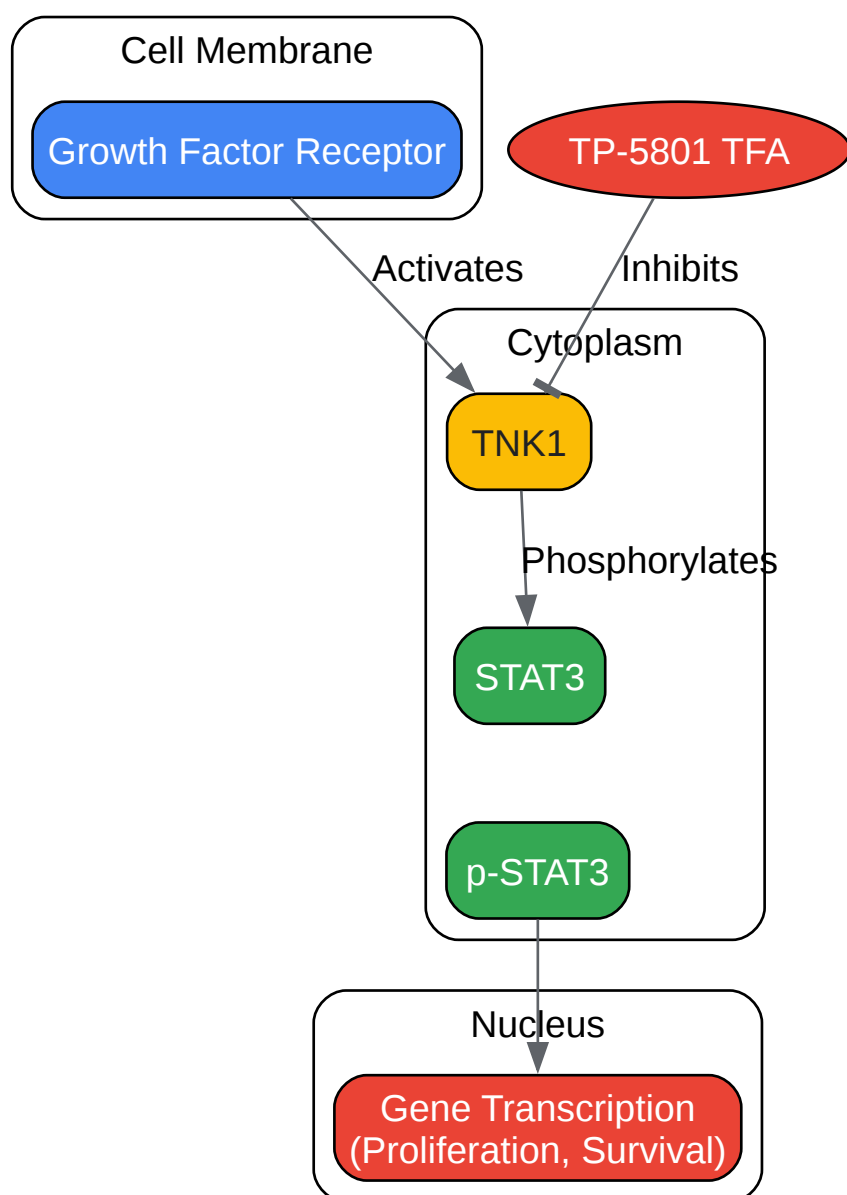 Cell Membrane
Growth Factor Receptor
TP-5801 TFA
Activates
Inhibits
Cytoplasm
TNK1
Phosphorylates
STAT3
p-STAT3
Nucleus
Gene Transcription
(Proliferation, Survival)